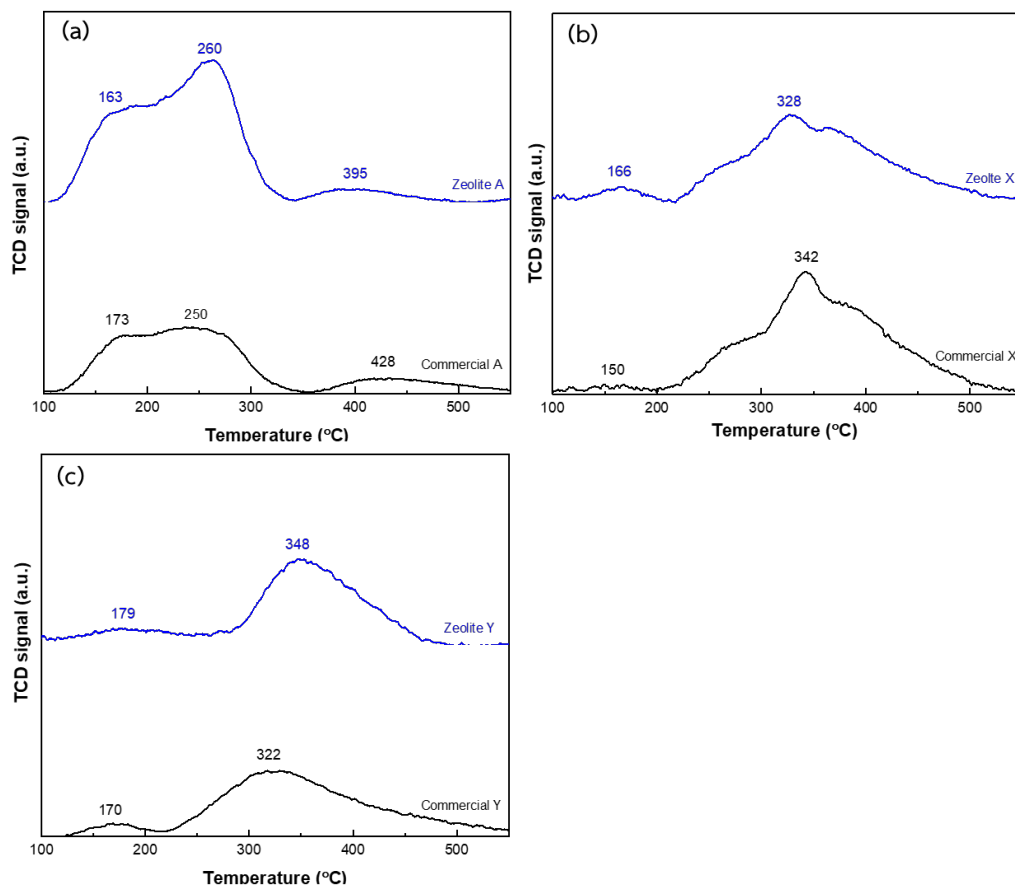 (a)
260
163
395
Zeolite A
173
250
428
Commercial A
TCD signal (a.u.)
100 200 300 400 500
Temperature (°C)
(b)
328
166
Zeolte X
342
150
Commercial X
TCD signal (a.u.)
100 200 300 400 500
Temperature (°C)
(c)
348
179
Zeolite Y
322
170
Commercial Y
TCD signal (a.u.)
100 200 300 400 500
Temperature (°C)